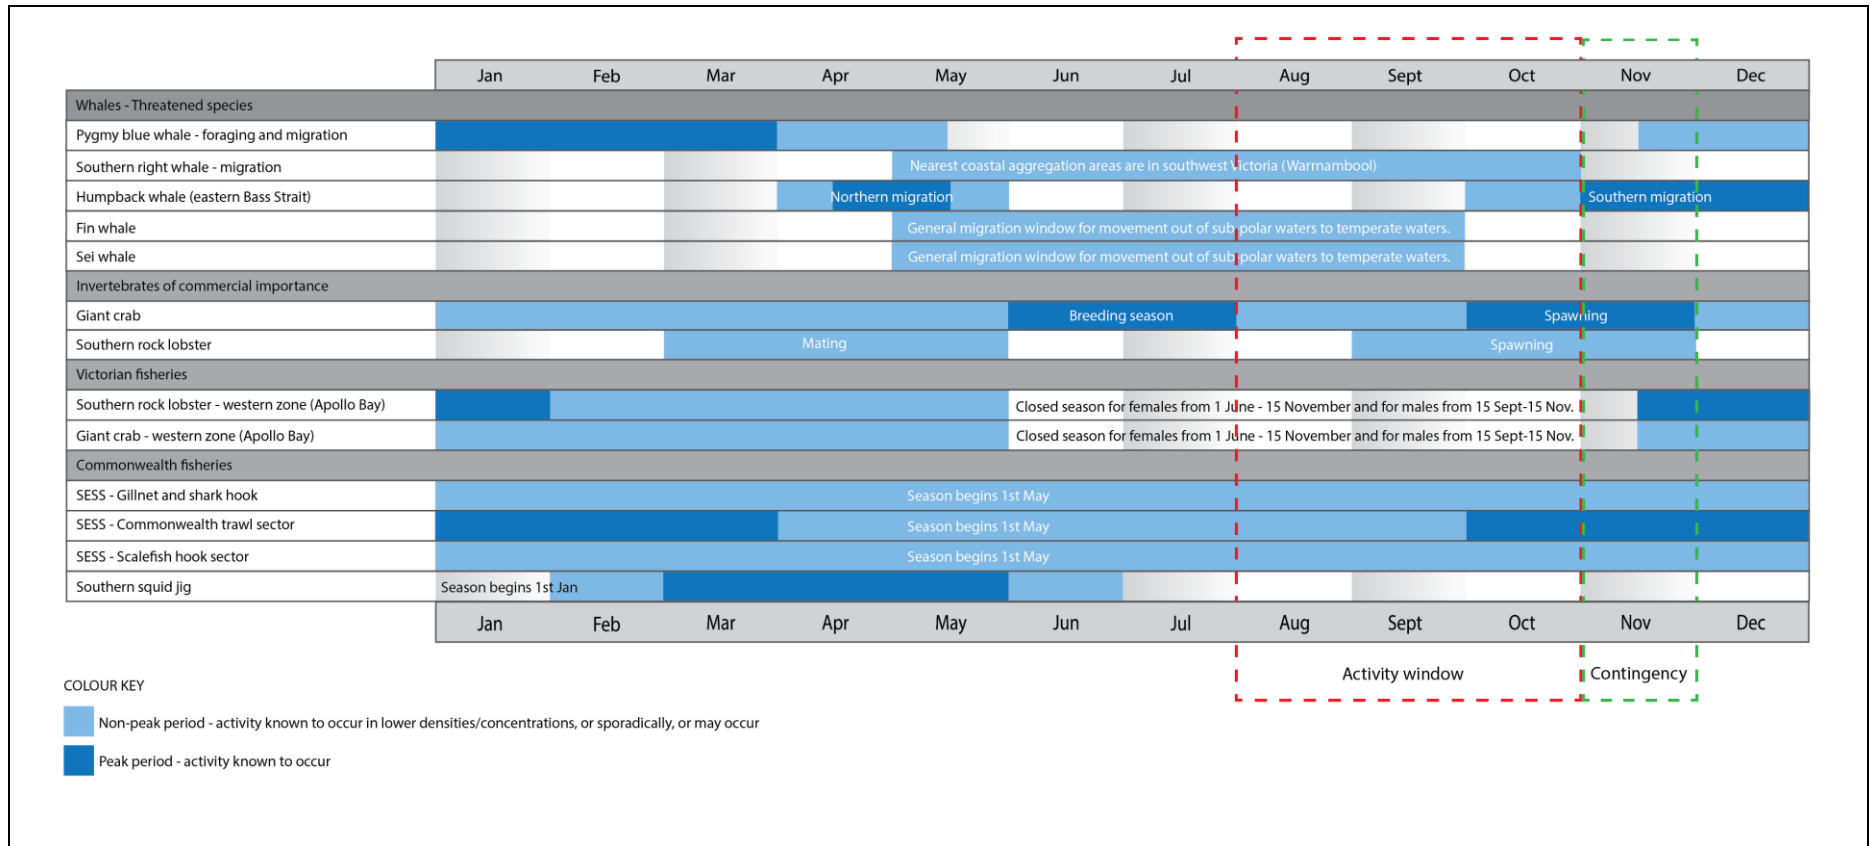 Jan Feb Mar Apr May Jun Jul Aug Sept Oct Nov Dec
Whales - Threatened species
Pygmy blue whale - foraging and migration
Southern right whale - migration Nearest coastal aggregation areas are in southwest Victoria (Warrnambool)
Humpback whale (eastern Bass Strait) Northern migration Southern migration
Fin whale General migration window for movement out of sub polar waters to temperate waters.
Sei whale General migration window for movement out of sub polar waters to temperate waters.
Invertebrates of commercial importance
Giant crab Breeding season Spawning
Southern rock lobster Mating Spawning
Victorian fisheries
Southern rock lobster - western zone (Apollo Bay) Closed season for females from 1 June - 15 November and for males from 15 Sept-15 Nov.
Giant crab - western zone (Apollo Bay) Closed season for females from 1 June - 15 November and for males from 15 Sept-15 Nov.
Commonwealth fisheries
SESS - Gillnet and shark hook Season begins 1st May
SESS - Commonwealth trawl sector Season begins 1st May
SESS - Scalefish hook sector Season begins 1st May
Southern squid jig Season begins 1st Jan
Jan Feb Mar Apr May Jun Jul Aug Sept Oct Nov Dec
Activity window Contingency
COLOUR KEY
Non-peak period - activity known to occur in lower densities/concentrations, or sporadically, or may occur
Peak period - activity known to occur